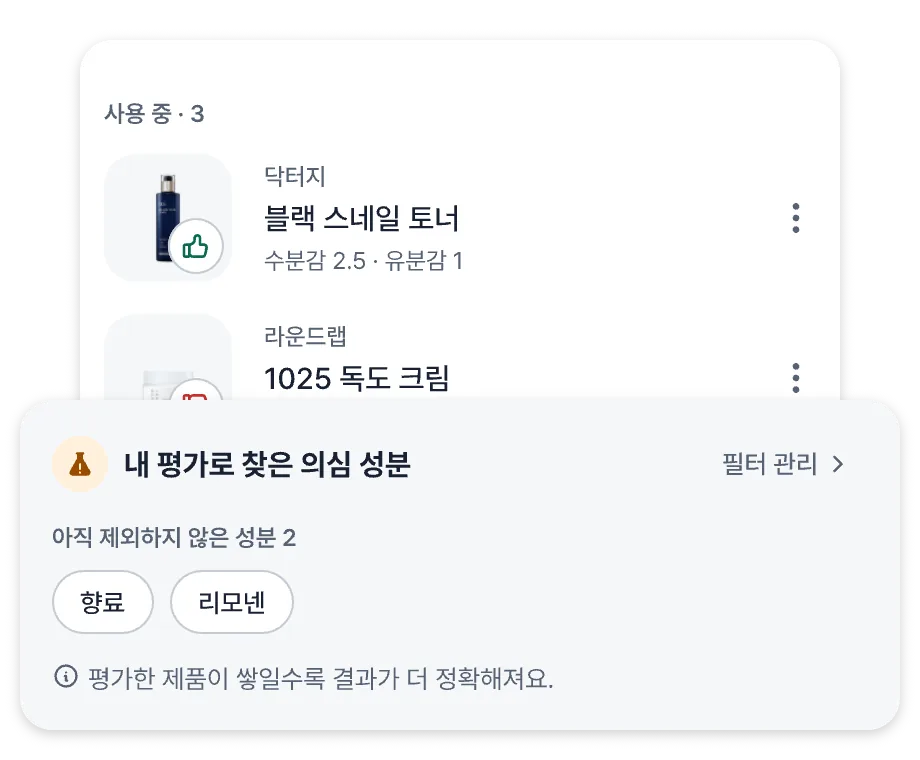 사용 중 · 3
닥터지
블랙 스네일 토너
수분감 2.5 · 유분감 1
라운드랩
1025 독도 크림
내 평가로 찾은 의심 성분
필터 관리
아직 제외하지 않은 성분 2
향료
리모넨
평가한 제품이 쌓일수록 결과가 더 정확해져요.